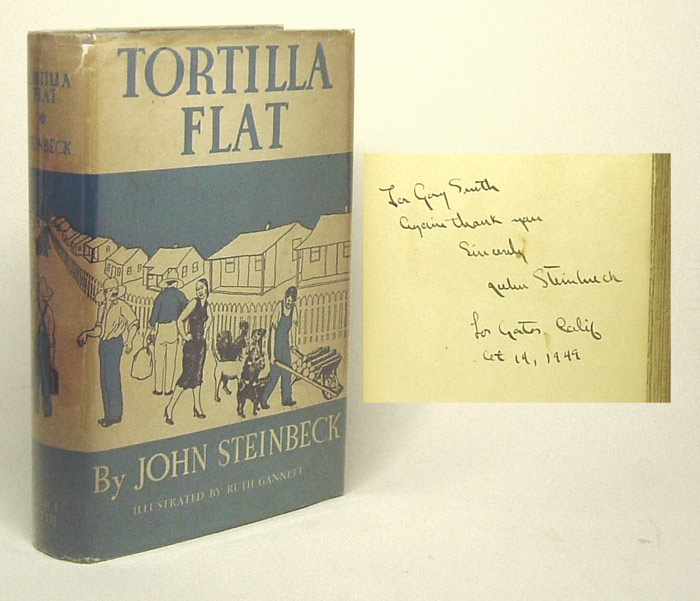 TORTILLA
FLAT
By JOHN STEINBECK
ILLUSTRATED BY RUTH GANNETT
TORTILLA
FLAT
STEINBECK
For Gary Smith
Again thank you
Sincerely
John Steinbeck
Los Gatos, Calif
Oct 14, 1949